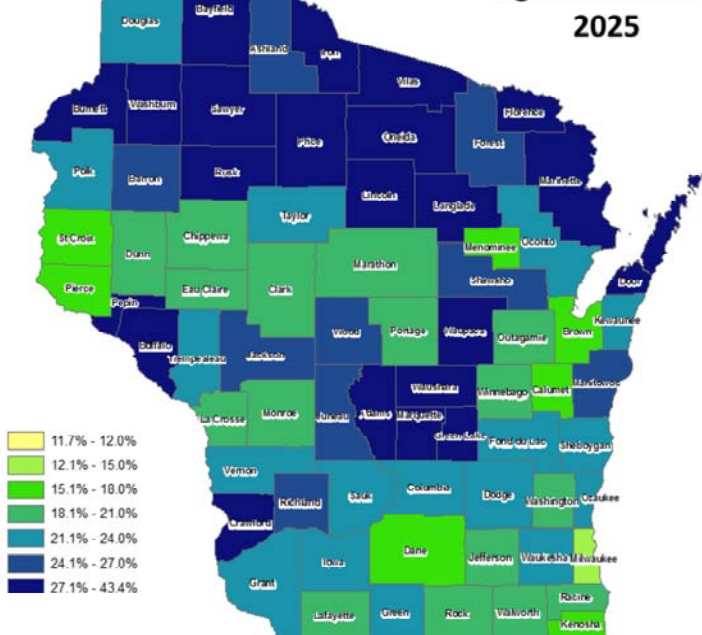 2025
Douglas
Bayfield
Ashland
Iron
Vilas
Florence
Burnett
Washburn
Sawyer
Price
Oneida
Forest
Marinette
Polk
Barron
Rusk
Lincoln
Langlade
Taylor
Oconto
St Croix
Dunn
Chippewa
Marathon
Menominee
Shawano
Door
Pierce
Pepin
Eau Claire
Clark
Buffalo
Trempealeau
Jackson
Wood
Portage
Waupaca
Outagamie
Brown
Kewaunee
La Crosse
Monroe
Juneau
Adams
Waushara
Marquette
Green Lake
Winnebago
Calumet
Manitowoc
Fond du Lac
Sheboygan
11.7% - 12.0%
12.1% - 15.0%
15.1% - 18.0%
18.1% - 21.0%
21.1% - 24.0%
24.1% - 27.0%
27.1% - 43.4%
Vernon
Richland
Sauk
Columbia
Dodge
Washington
Ozaukee
Crawford
Grant
Iowa
Dane
Jefferson
Waukesha
Milwaukee
Lafayette
Green
Rock
Walworth
Racine
Kenosha